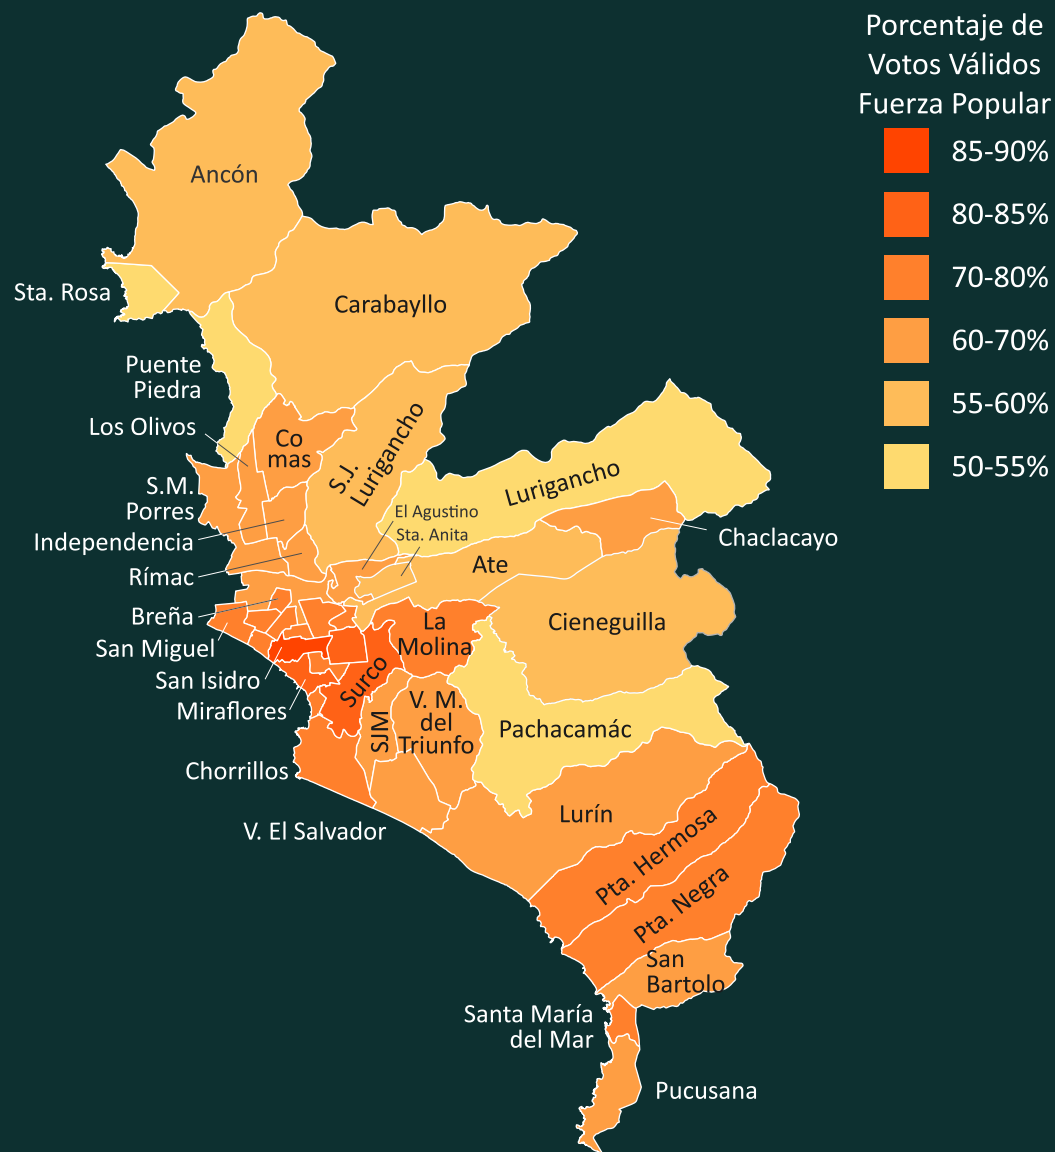 Porcentaje de
Votos Válidos
Fuerza Popular
85-90%
80-85%
70-80%
60-70%
55-60%
50-55%
Ancón
Sta. Rosa
Carabayllo
Puente
Piedra
Los Olivos
Co
mas
S.J.
Lurigancho
Lurigancho
S.M.
Porres
El Agustino
Sta. Anita
Independencia
Chaclacayo
Ate
Rímac
Breña
La
Molina
Cieneguilla
San Miguel
San Isidro
Surco
Miraflores
SJM
V. M.
del
Triunfo
Pachacamác
Chorrillos
V. El Salvador
Lurín
Pta. Hermosa
Pta. Negra
San
Bartolo
Santa María
del Mar
Pucusana